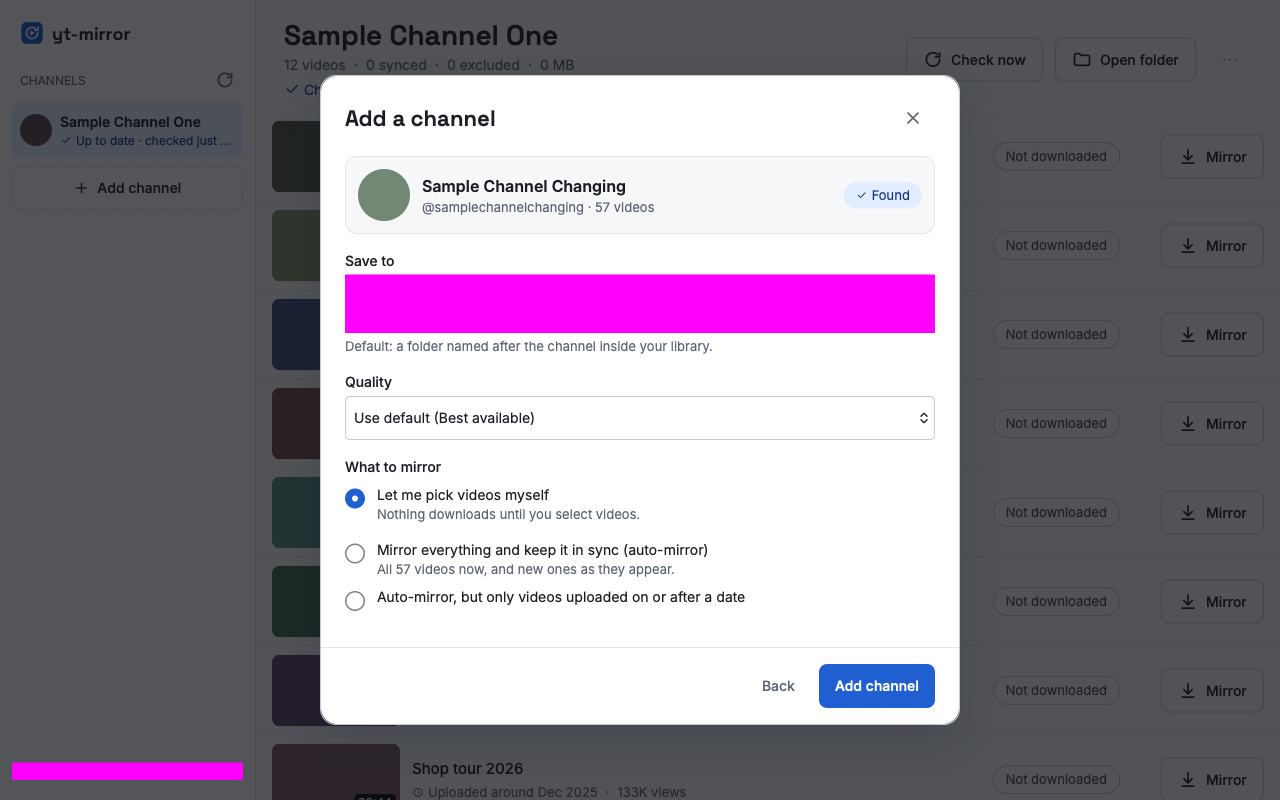 yt-mirror
CHANNELS
Sample Channel One
Up to date · checked just ...
Add channel
Sample Channel One
12 videos · 0 synced · 0 excluded · 0 MB
Check now
Open folder
...
Add a channel
Sample Channel Changing
@samplechannelchanging · 57 videos
Found
Save to
Default: a folder named after the channel inside your library.
Quality
Use default (Best available)
What to mirror
Let me pick videos myself
Nothing downloads until you select videos.
Mirror everything and keep it in sync (auto-mirror)
All 57 videos now, and new ones as they appear.
Auto-mirror, but only videos uploaded on or after a date
Back
Add channel
Not downloaded
Mirror
Not downloaded
Mirror
Not downloaded
Mirror
Not downloaded
Mirror
Not downloaded
Mirror
Not downloaded
Mirror
Not downloaded
Mirror
Shop tour 2026
Uploaded around Dec 2025 · 133K views
Not downloaded
Mirror